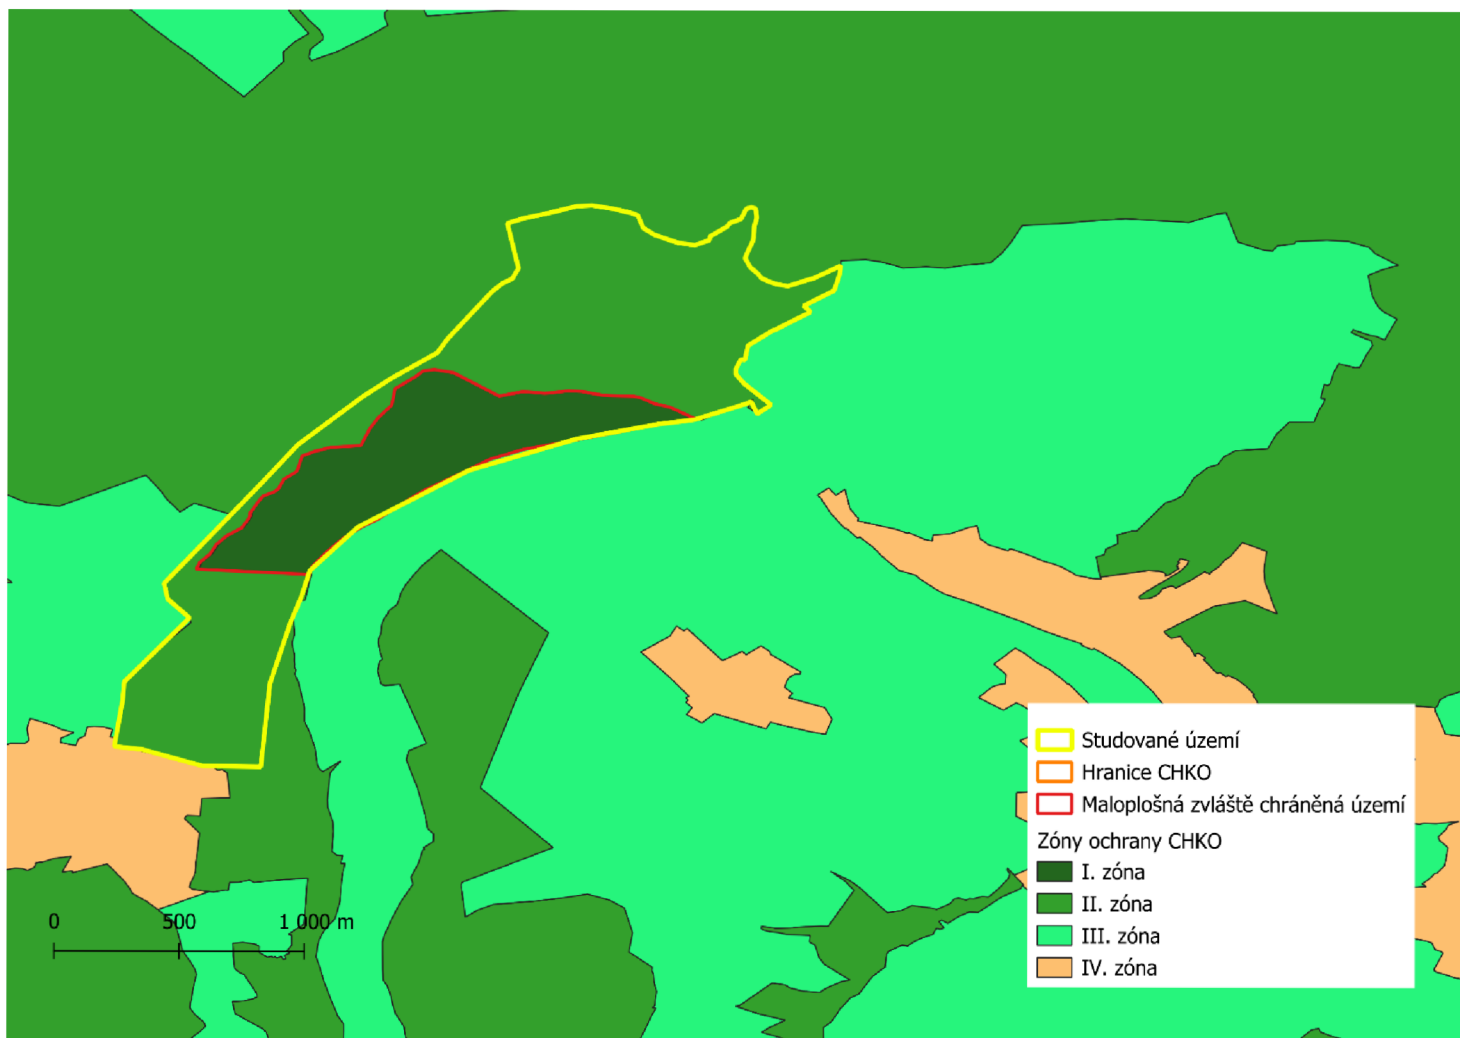 Studované území
Hranice CHKO
Maloplošná zvláště chráněná území
Zóny ochrany CHKO
I. zóna
II. zóna
III. zóna
IV. zóna
0 500 1 000 m